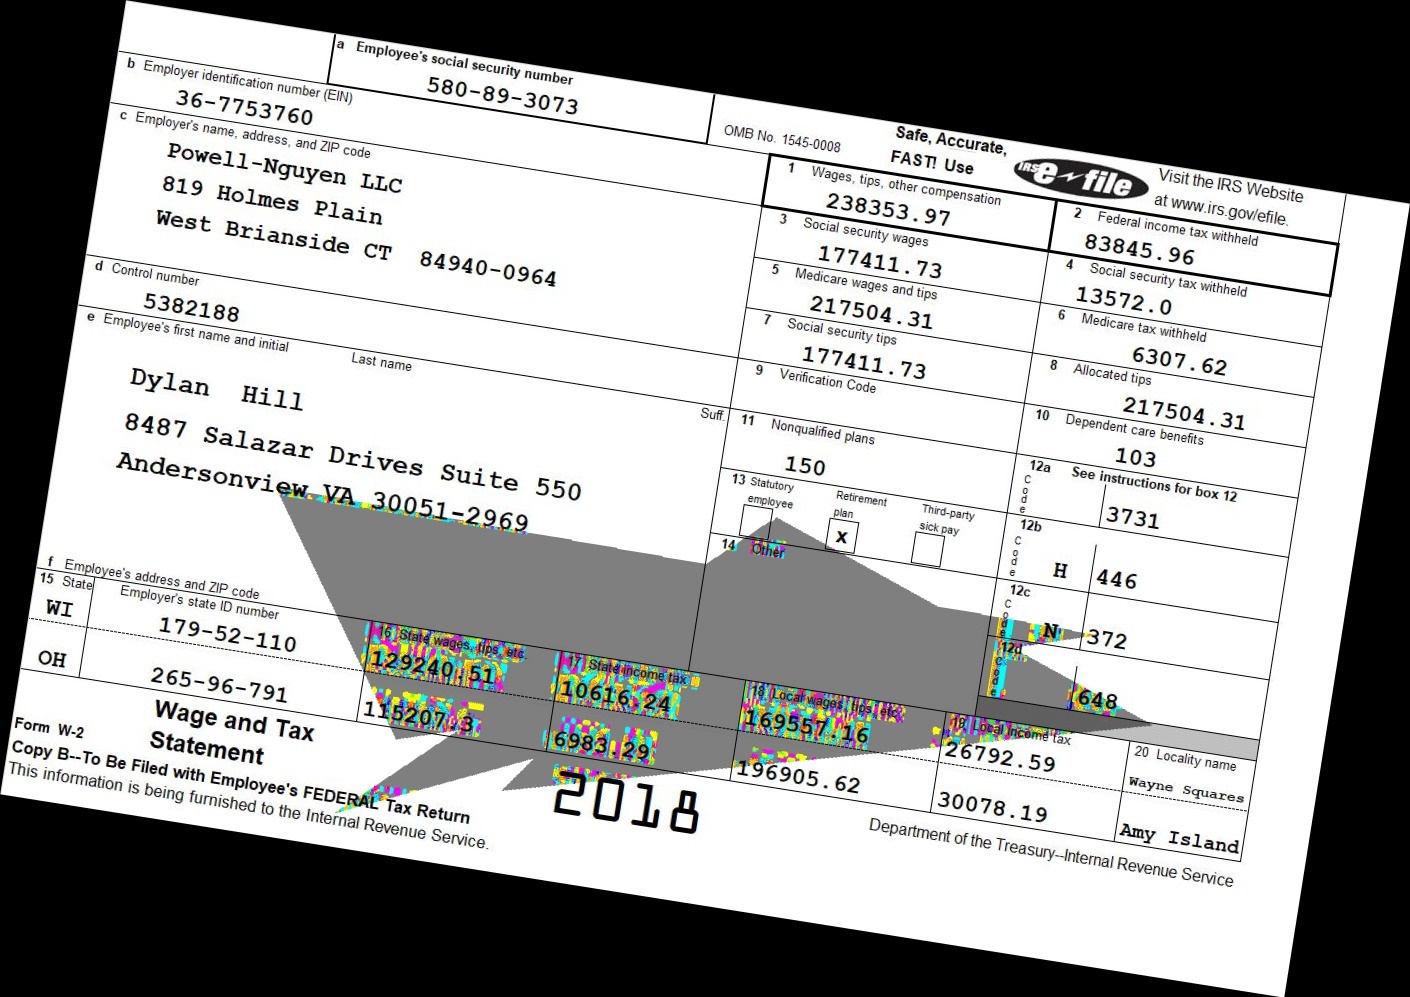 a Employee's social security number
580-89-3073
OMB No. 1545-0008
Safe, Accurate,
FAST! Use
IRS e~file
Visit the IRS Website
at www.irs.gov/efile.
b Employer identification number (EIN)
36-7753760
1 Wages, tips, other compensation
238353.97
2 Federal income tax withheld
83845.96
c Employer's name, address, and ZIP code
Powell-Nguyen LLC
819 Holmes Plain
West Brianside CT 84940-0964
3 Social security wages
177411.73
4 Social security tax withheld
13572.0
5 Medicare wages and tips
217504.31
6 Medicare tax withheld
6307.62
d Control number
5382188
7 Social security tips
177411.73
8 Allocated tips
217504.31
e Employee's first name and initial
Last name
Suff.
Dylan Hill
8487 Salazar Drives Suite 550
Andersonview VA 30051-2969
9 Verification Code
10 Dependent care benefits
103
11 Nonqualified plans
150
12a See instructions for box 12
Code
3731
13 Statutory employee
Retirement plan
x
Third-party sick pay
12b
Code
H 446
14 Other
12c
Code
N 372
12d
Code
648
f Employee's address and ZIP code
15 State
Employer's state ID number
16 State wages, tips, etc.
17 State income tax
18 Local wages, tips, etc.
19 Local income tax
20 Locality name
WI 179-52-110 129240.51 10616.24 169557.16 26792.59 Wayne Squares
OH 265-96-791 115207.3 6983.29 196905.62 30078.19 Amy Island
Form W-2
Wage and Tax
Statement
2018
Department of the Treasury--Internal Revenue Service
Copy B--To Be Filed with Employee's FEDERAL Tax Return
This information is being furnished to the Internal Revenue Service.